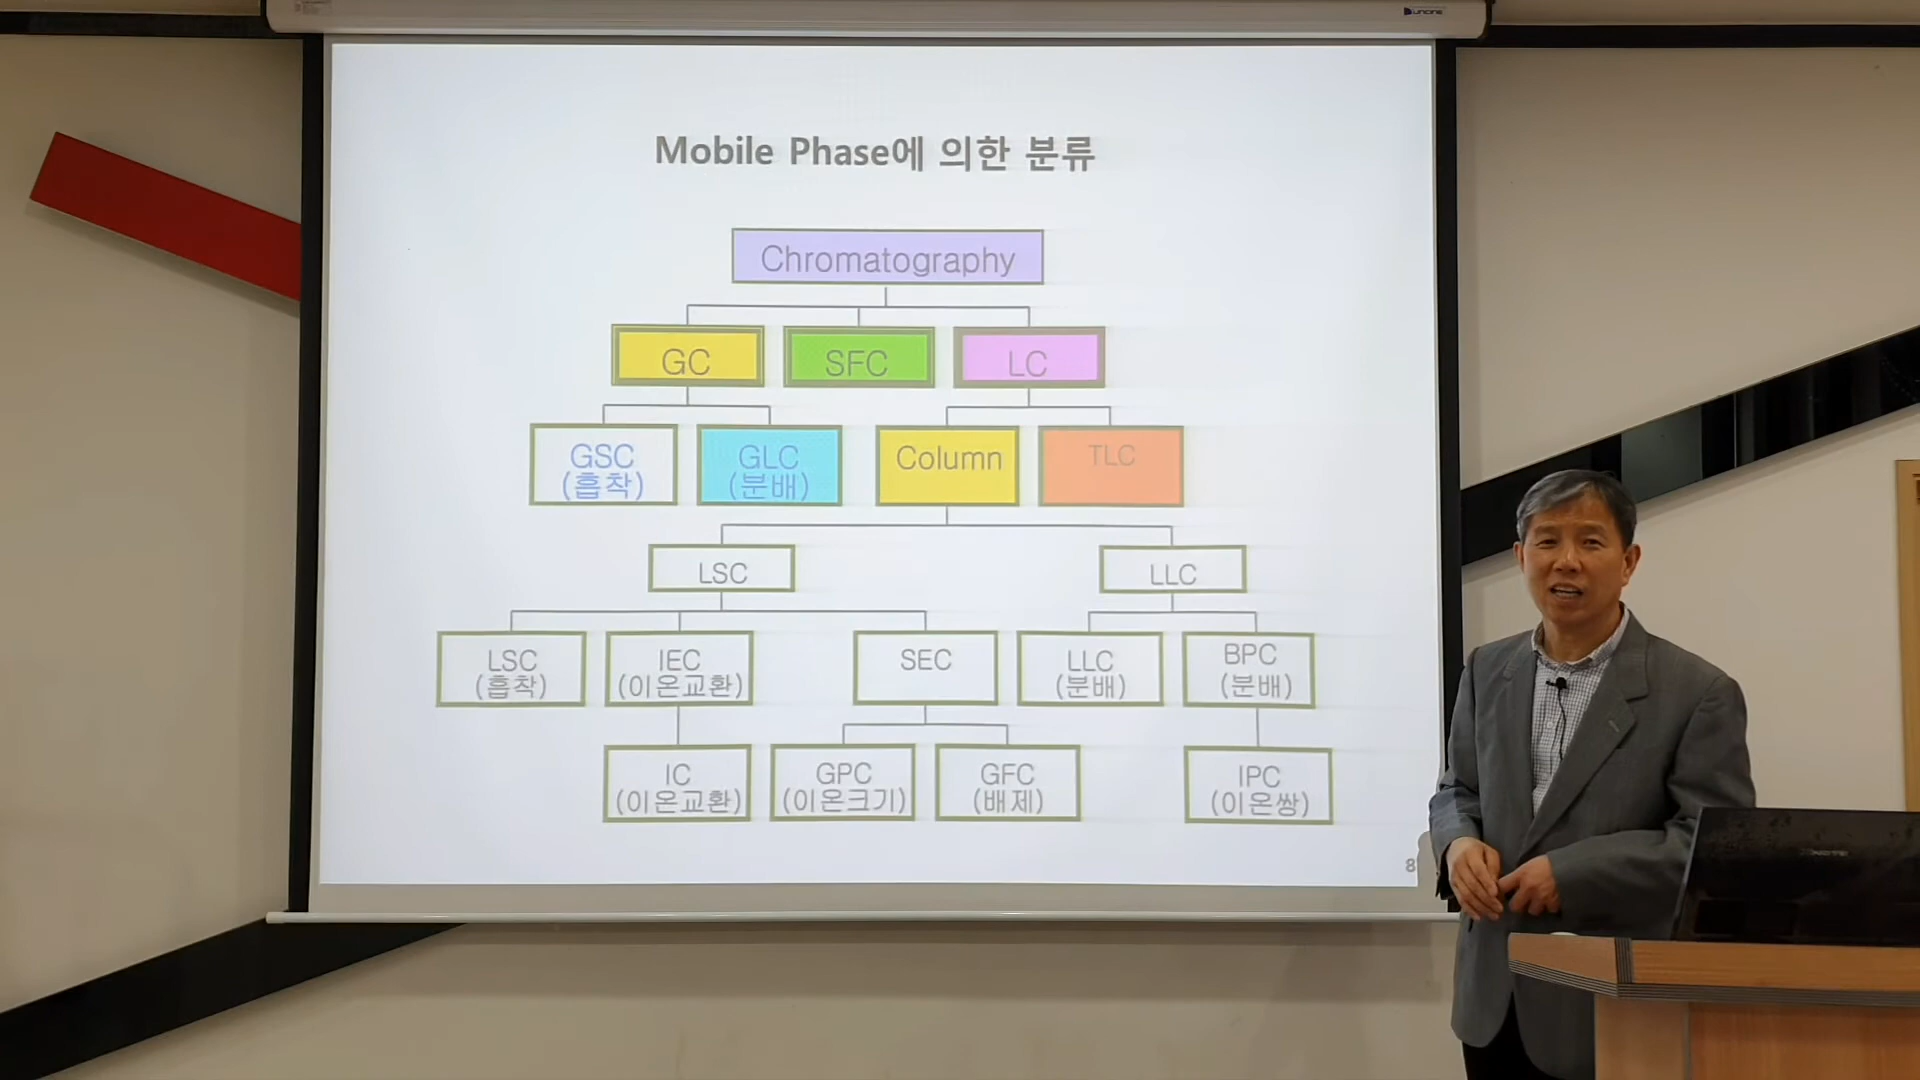 UNCINE
Mobile Phase에 의한 분류
Chromatography
GC
SFC
LC
GSC
(흡착)
GLC
(분배)
Column
TLC
LSC
LLC
LSC
(흡착)
IEC
(이온교환)
SEC
LLC
(분배)
BPC
(분배)
IC
(이온교환)
GPC
(이온크기)
GFC
(배제)
IPC
(이온쌍)
8